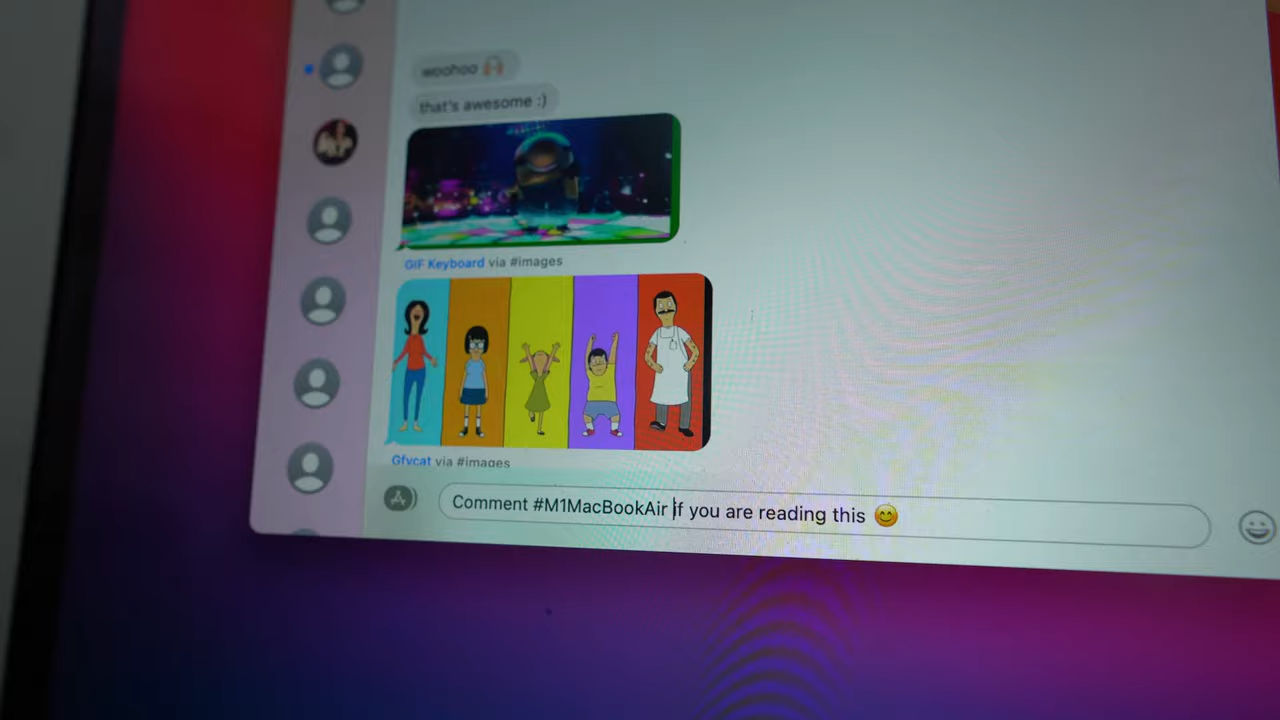 woohoo 🙌
that's awesome :)
GIF Keyboard via #images
Gfycat via #images
Comment #M1MacBookAir if you are reading this 😊